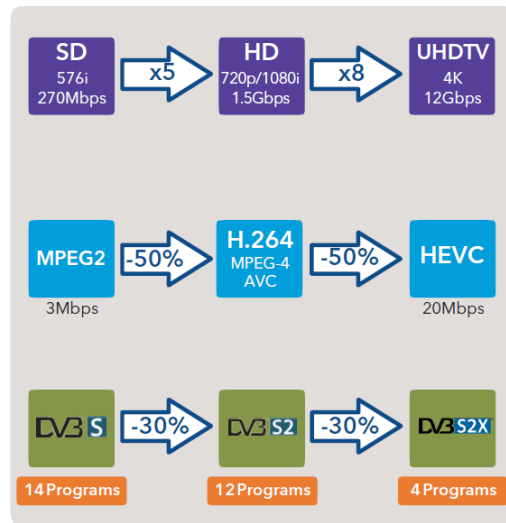 SD
576i
270Mbps
x5
HD
720p/1080i
1.5Gbps
x8
UHDTV
4K
12Gbps
MPEG2
3Mbps
-50%
H.264
MPEG-4
AVC
-50%
HEVC
20Mbps
DVB S
-30%
DVB S2
-30%
DVB S2X
14 Programs
12 Programs
4 Programs